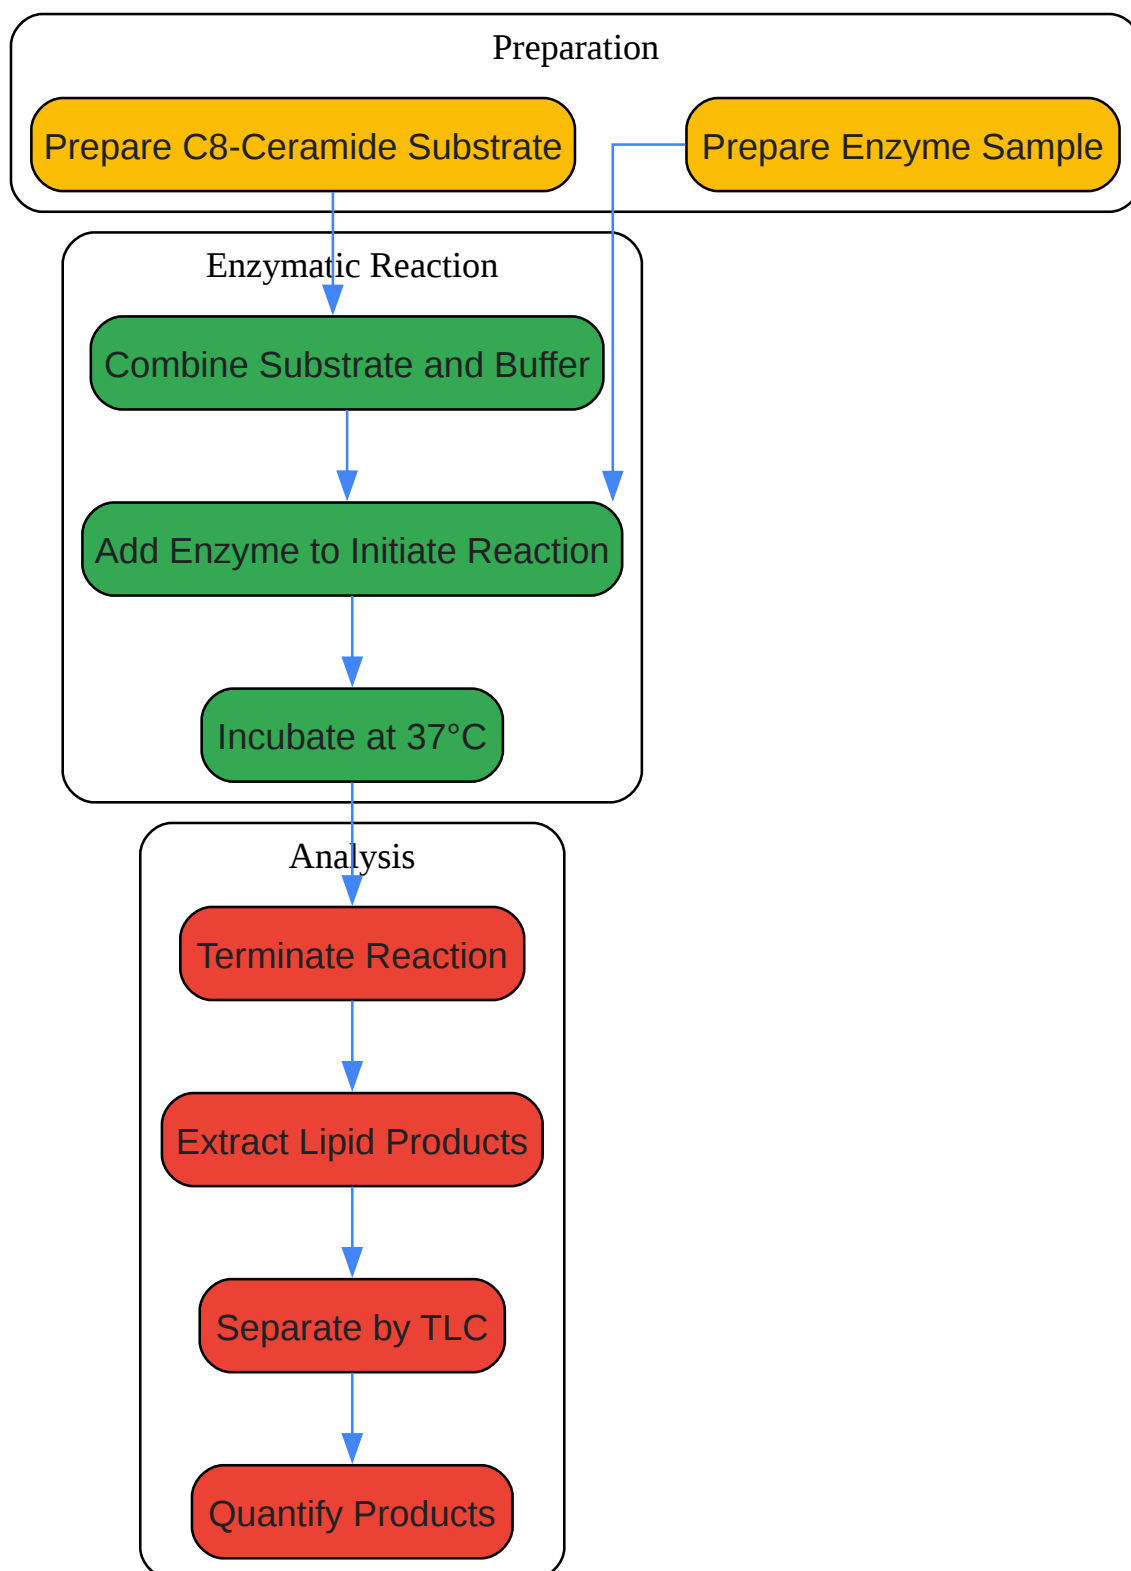 Preparation
Prepare C8-Ceramide Substrate
Prepare Enzyme Sample
Enzymatic Reaction
Combine Substrate and Buffer
Add Enzyme to Initiate Reaction
Incubate at 37°C
Analysis
Terminate Reaction
Extract Lipid Products
Separate by TLC
Quantify Products